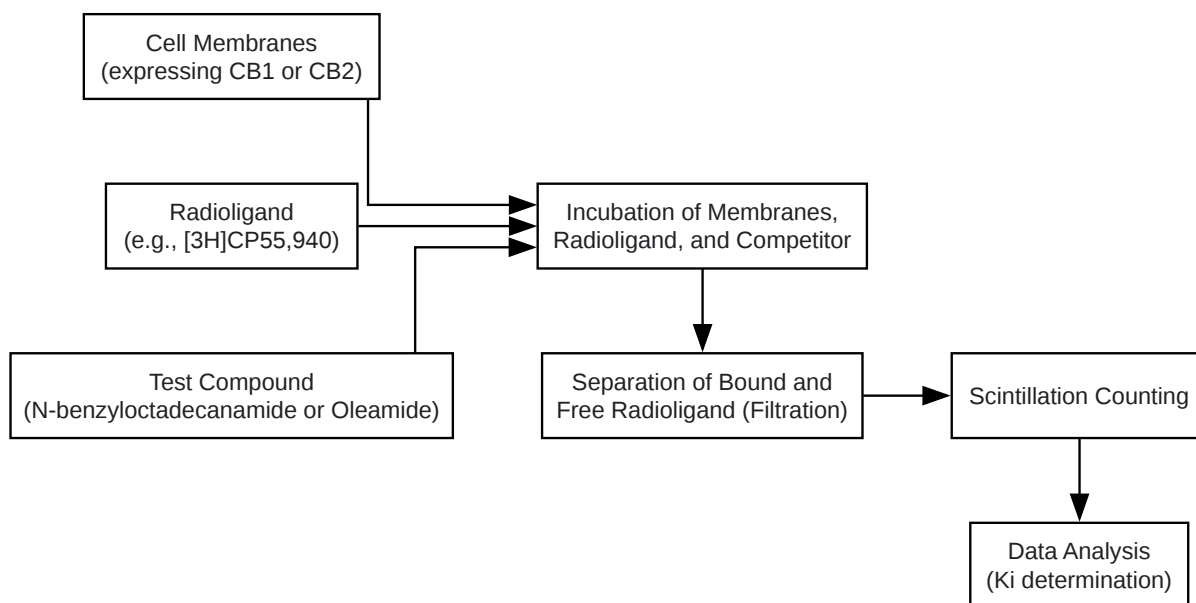 Cell Membranes
(expressing CB1 or CB2)
Radioligand
(e.g., [3H]CP55,940)
Incubation of Membranes,
Radioligand, and Competitor
Test Compound
(N-benzyloctadecanamide or Oleamide)
Separation of Bound and
Free Radioligand (Filtration)
Scintillation Counting
Data Analysis
(Ki determination)